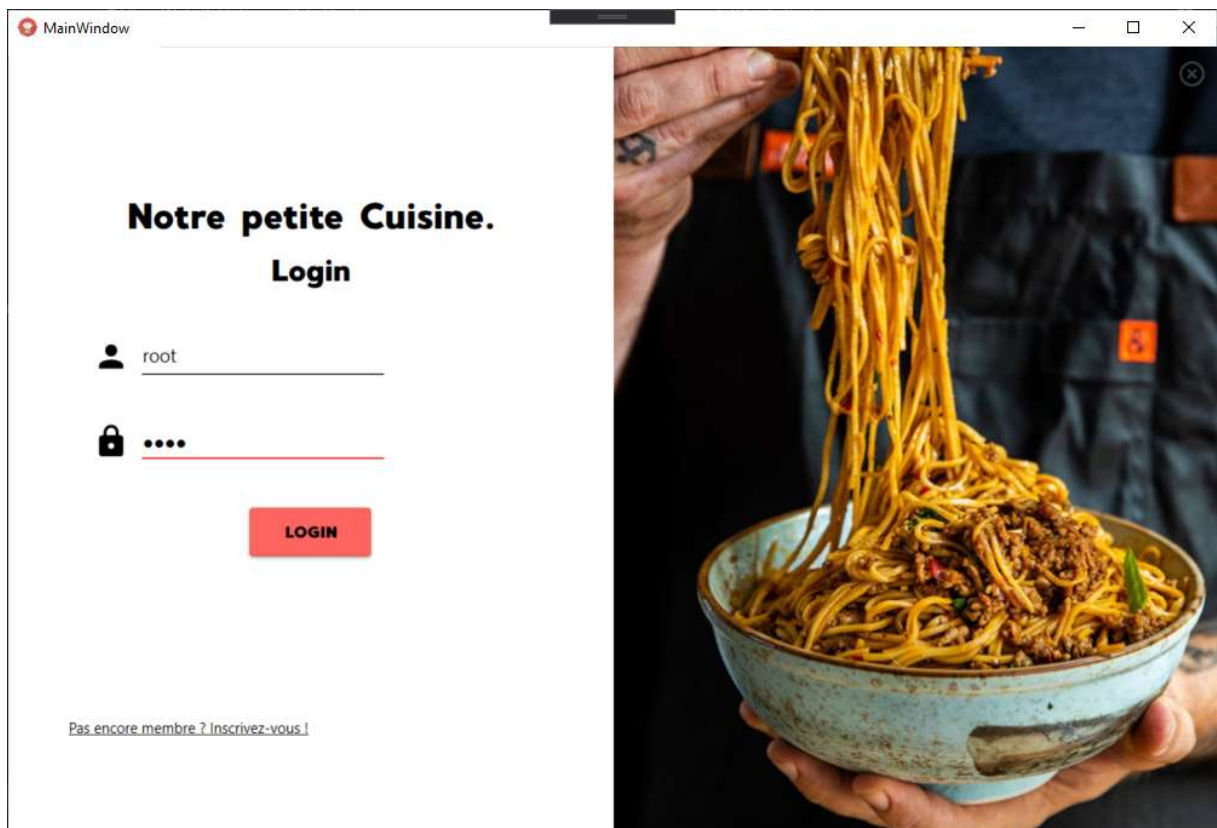 MainWindow
Notre petite Cuisine.
Login
root
••••
LOGIN
Pas encore membre ? Inscrivez-vous !